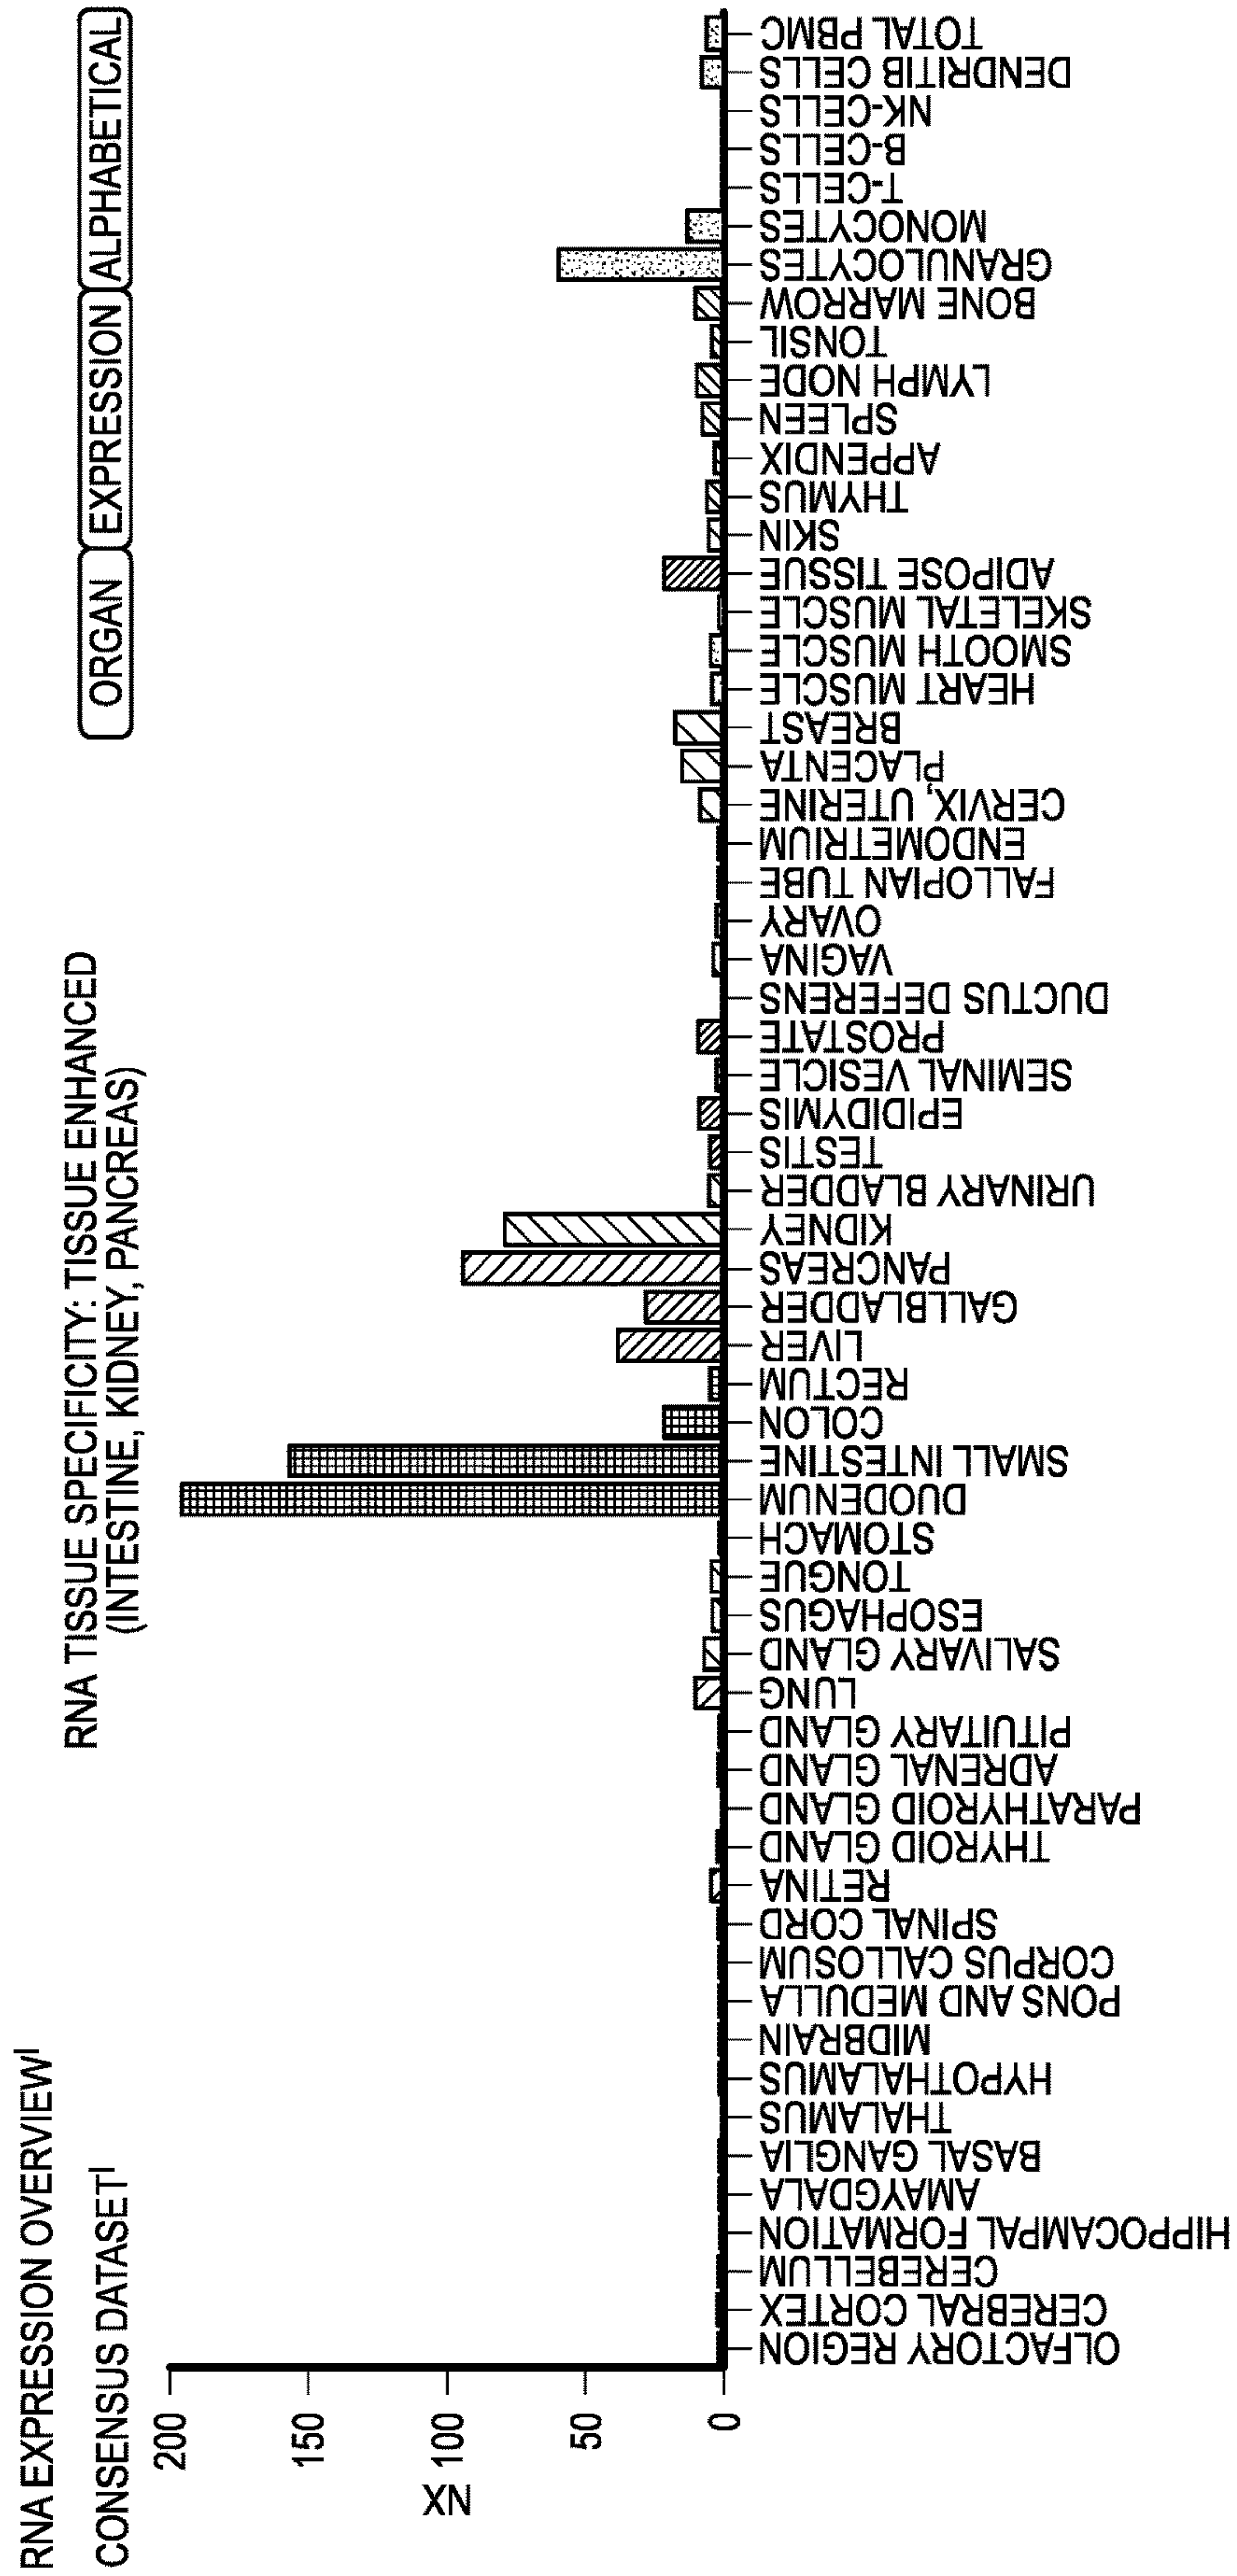 RNA EXPRESSION OVERVIEWI
CONSENSUS DATASETI
RNA TISSUE SPECIFICITY: TISSUE ENHANCED
(INTESTINE, KIDNEY, PANCREAS)
ORGAN
EXPRESSION
ALPHABETICAL
200
150
100
50
0
NX
OLFACTORY REGION
CEREBRAL CORTEX
CEREBELLUM
HIPPOCAMPAL FORMATION
AMAYGDALA
BASAL GANGLIA
THALAMUS
HYPOTHALAMUS
MIDBRAIN
PONS AND MEDULLA
CORPUS CALLOSUM
SPINAL CORD
RETINA
THYROID GLAND
PARATHYROID GLAND
ADRENAL GLAND
PITUITARY GLAND
LUNG
SALIVARY GLAND
ESOPHAGUS
TONGUE
STOMACH
DUODENUM
SMALL INTESTINE
COLON
RECTUM
LIVER
GALLBLADDER
PANCREAS
KIDNEY
URINARY BLADDER
TESTIS
EPIDIDYMIS
SEMINAL VESICLE
PROSTATE
DUCTUS DEFERENS
VAGINA
OVARY
FALLOPIAN TUBE
ENDOMETRIUM
CERVIX, UTERINE
PLACENTA
BREAST
HEART MUSCLE
SMOOTH MUSCLE
SKELETAL MUSCLE
ADIPOSE TISSUE
SKIN
THYMUS
APPENDIX
SPLEEN
LYMPH NODE
TONSIL
BONE MARROW
GRANULOCYTES
MONOCYTES
T-CELLS
B-CELLS
NK-CELLS
DENDRITIB CELLS
TOTAL PBMC